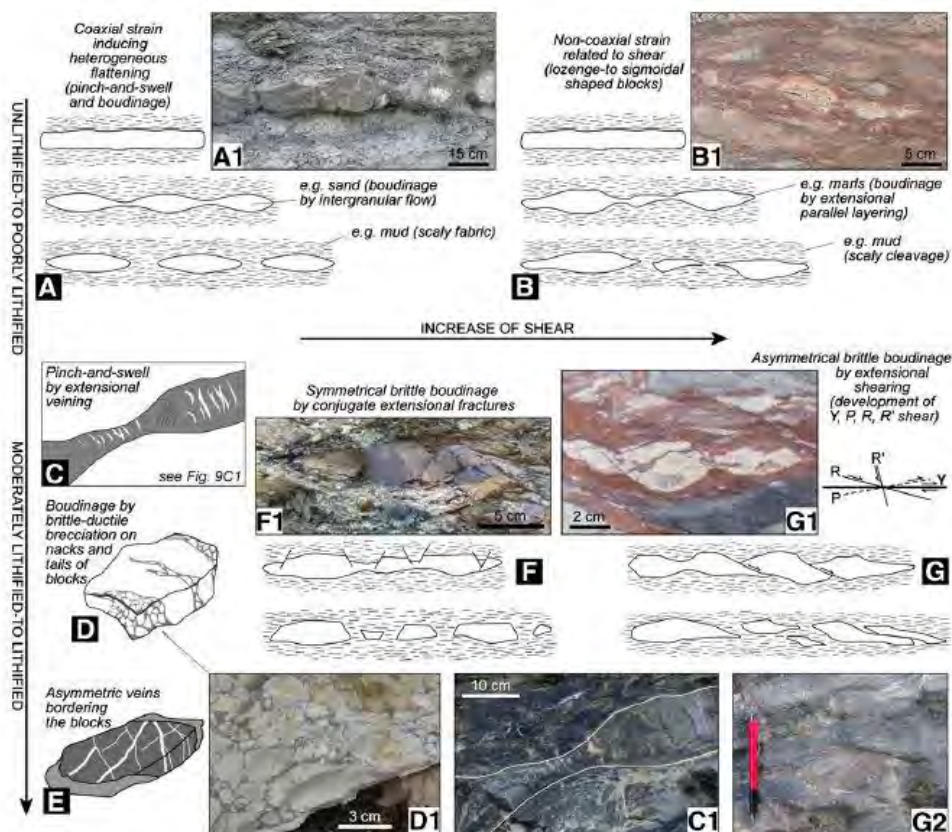 Coaxial strain
inducing
heterogeneous
flattening
(pinch-and-swell
and boudinage)
A1
15 cm
Non-coaxial strain
related to shear
(lozenge-to sigmoidal
shaped blocks)
B1
5 cm
UNLITHIFIED-TO POORLY LITHIFIED
e.g. sand (boudinage
by intergranular flow)
e.g. mud (scaly fabric)
A
e.g. marls (boudinage
by extensional
parallel layering)
e.g. mud
(scaly cleavage)
B
INCREASE OF SHEAR
MODERATELY LITHIFIED-TO LITHIFIED
Pinch-and-swell
by extensional
veining
C
see Fig. 9C1
Symmetrical brittle boudinage
by conjugate extensional fractures
F1
5 cm
G1
2 cm
Asymmetrical brittle boudinage
by extensional
shearing
(development of
Y, P, R, R' shear)
R'
R
Y
P
Boudinage by
brittle-ductile
brecciation on
nacks and
tails of
blocks
D
F
G
Asymmetric veins
bordering
the blocks
E
3 cm
D1
10 cm
C1
G2